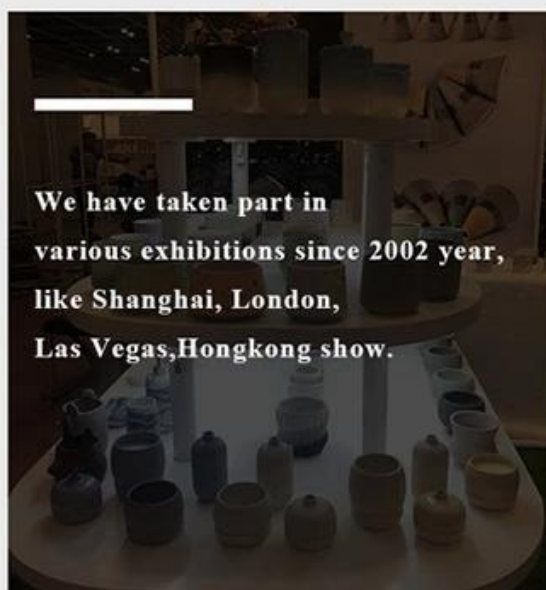 We have taken part in
various exhibitions since 2002 year,
like Shanghai, London,
Las Vegas,Hongkong show.